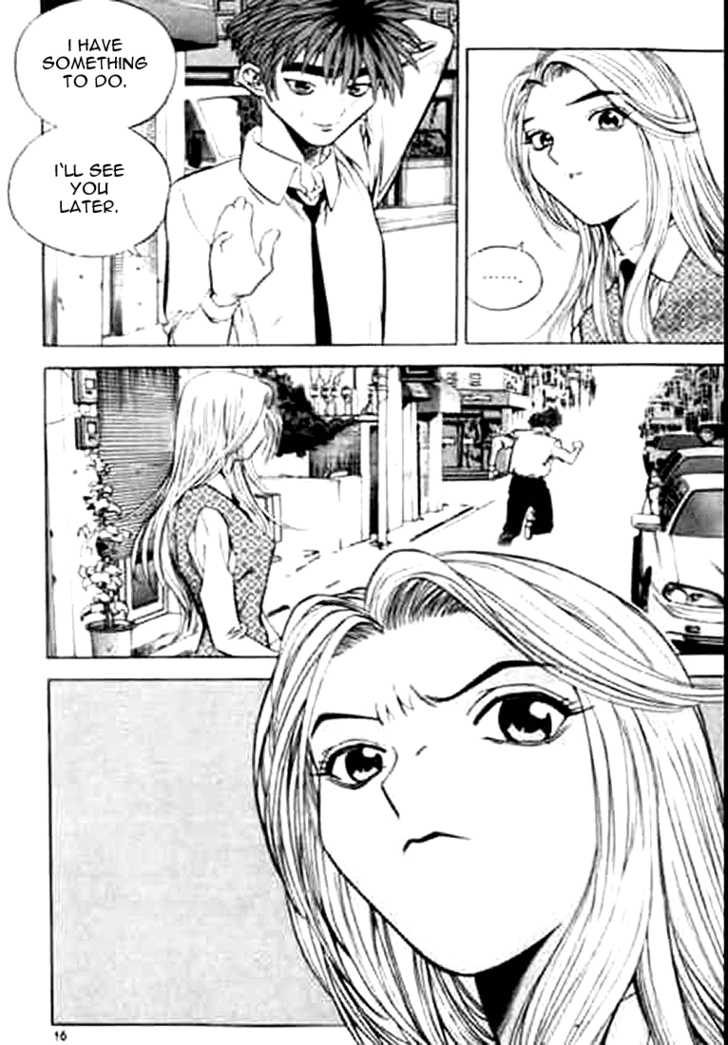 I HAVE
SOMETHING
TO DO.
I'LL SEE
YOU
LATER.
......
16